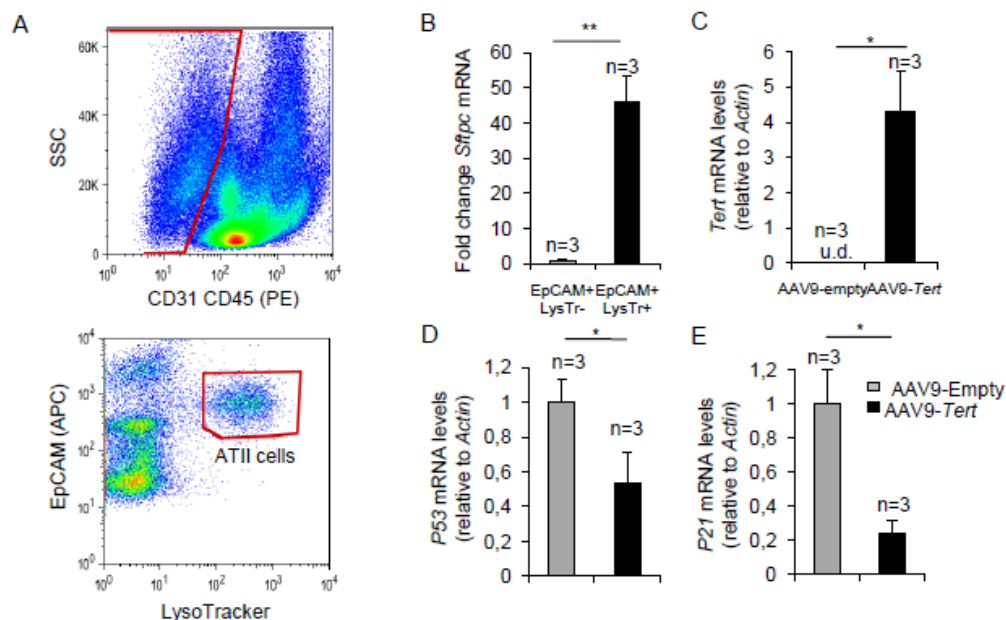 A
60K
40K
20K
0
SSC
10^0 10^1 10^2 10^3 10^4
CD31 CD45 (PE)
10^4
10^3
10^2
10^1
10^0
EpCAM (APC)
ATII cells
10^0 10^1 10^2 10^3 10^4
LysoTracker
B
**
Fold change Sftpc mRNA
60
50
40
30
20
10
0
n=3
n=3
EpCAM+ EpCAM+
LysTr- LysTr+
C
*
Tert mRNA levels
(relative to Actin)
6
5
4
3
2
1
0
n=3
n=3
u.d.
AAV9-empty AAV9-Tert
D
*
P53 mRNA levels
(relative to Actin)
1,2
1
0,8
0,6
0,4
0,2
0
n=3
n=3
E
*
P21 mRNA levels
(relative to Actin)
1,2
1
0,8
0,6
0,4
0,2
0
n=3
n=3
AAV9-Empty
AAV9-Tert